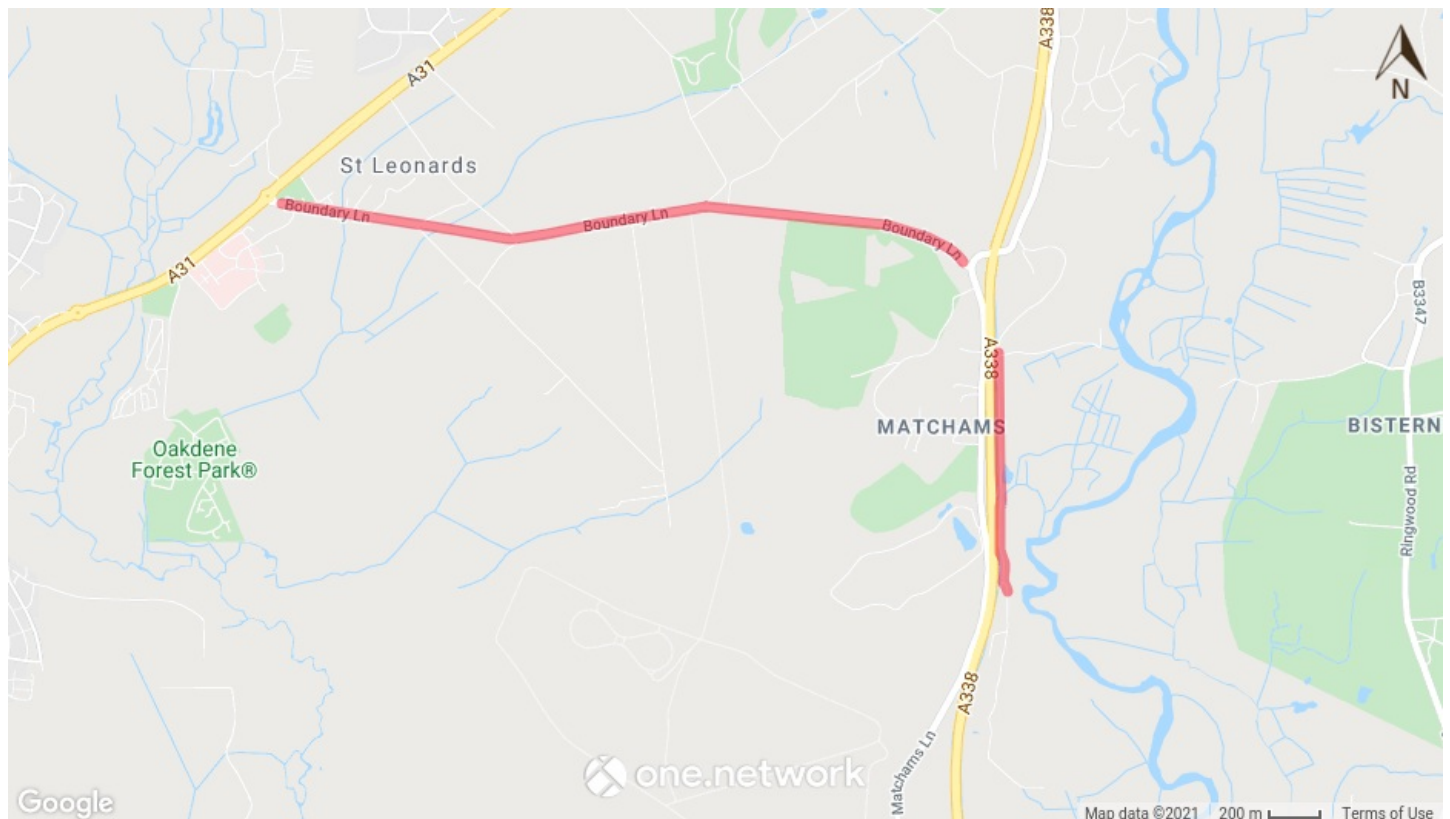 A338
A31
N
St Leonards
Boundary Ln
Boundary Ln
Boundary Ln
A31
B3347
A338
MATCHAMS
BISTERN
Oakdene
Forest Park®
Ringwood Rd
A338
Matchams Ln
one.network
Google
Map data ©2021 200 m Terms of Use